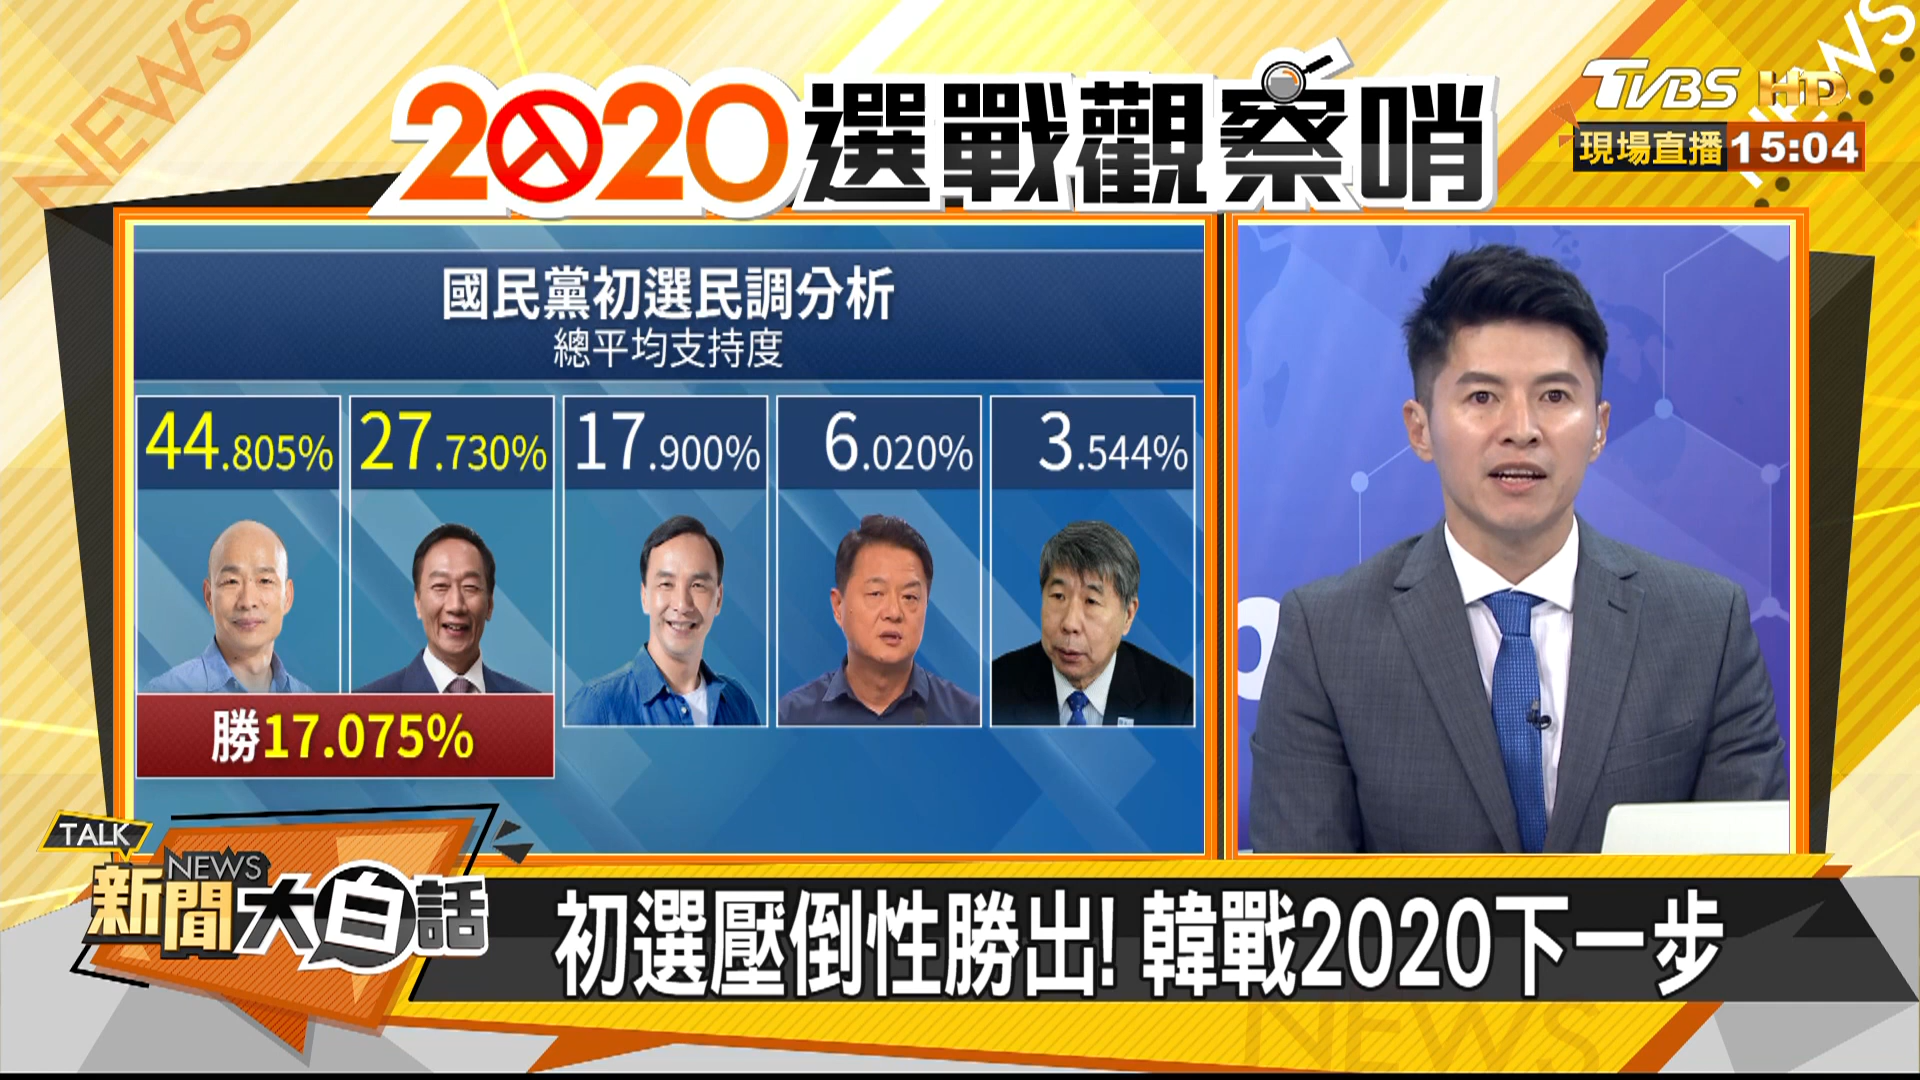 NEWS
2020選戰觀察哨
TVBS HD
NEWS
現場直播 15:04
國民黨初選民調分析
總平均支持度
44.805%
27.730%
17.900%
6.020%
3.544%
勝17.075%
TALK
NEWS
新聞大白話
初選壓倒性勝出! 韓戰2020下一步
NEWS